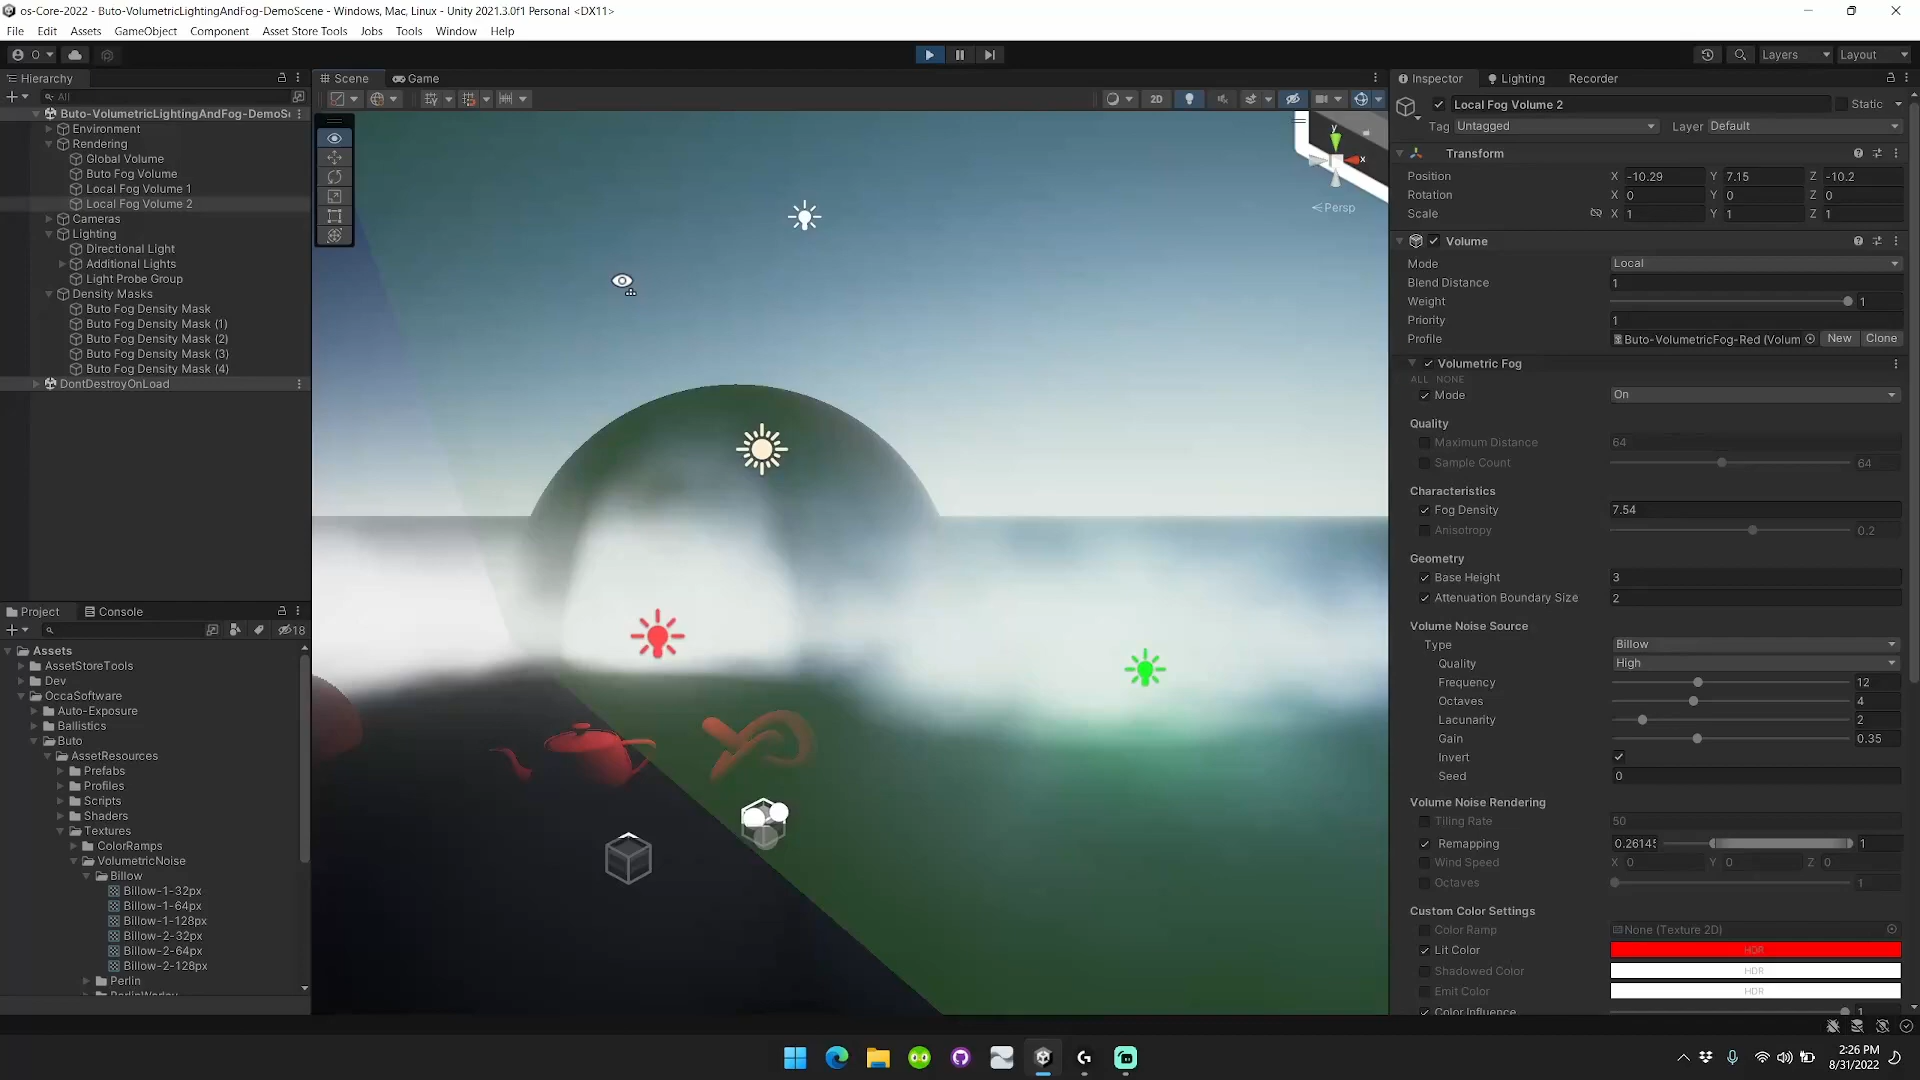 os-Core-2022 - Buto-VolumetricLightingAndFog-DemoScene - Windows, Mac, Linux - Unity 2021.3.0f1 Personal <DX11>
File Edit Assets GameObject Component Asset Store Tools Jobs Tools Window Help
O Layers Layout
Hierarchy
All
Buto-VolumetricLightingAndFog-DemoSc
Environment
Rendering
Global Volume
Buto Fog Volume
Local Fog Volume 1
Local Fog Volume 2
Cameras
Lighting
Directional Light
Additional Lights
Light Probe Group
Density Masks
Buto Fog Density Mask
Buto Fog Density Mask (1)
Buto Fog Density Mask (2)
Buto Fog Density Mask (3)
Buto Fog Density Mask (4)
DontDestroyOnLoad
Project Console
18
Assets
AssetStoreTools
Dev
OccaSoftware
Auto-Exposure
Ballistics
Buto
AssetResources
Prefabs
Profiles
Scripts
Shaders
Textures
ColorRamps
VolumetricNoise
Billow
Billow-1-32px
Billow-1-64px
Billow-1-128px
Billow-2-32px
Billow-2-64px
Billow-2-128px
Perlin
Scene Game
2D
y
x
Persp
Inspector Lighting Recorder
Local Fog Volume 2 Static
Tag Untagged Layer Default
Transform
Position X -10.29 Y 7.15 Z -10.2
Rotation X 0 Y 0 Z 0
Scale X 1 Y 1 Z 1
Volume
Mode Local
Blend Distance 1
Weight 1
Priority 1
Profile Buto-VolumetricFog-Red (Volum New Clone
Volumetric Fog
ALL NONE
Mode On
Quality
Maximum Distance 64
Sample Count 64
Characteristics
Fog Density 7.54
Anisotropy 0.2
Geometry
Base Height 3
Attenuation Boundary Size 2
Volume Noise Source
Type Billow
Quality High
Frequency 12
Octaves 4
Lacunarity 2
Gain 0.35
Invert
Seed 0
Volume Noise Rendering
Tiling Rate 50
Remapping 0.26145 1
Wind Speed X 0 Y 0 Z 0
Octaves 1
Custom Color Settings
Color Ramp None (Texture 2D)
Lit Color HDR
Shadowed Color HDR
Emit Color HDR
Color Influence 1
2:26 PM
8/31/2022